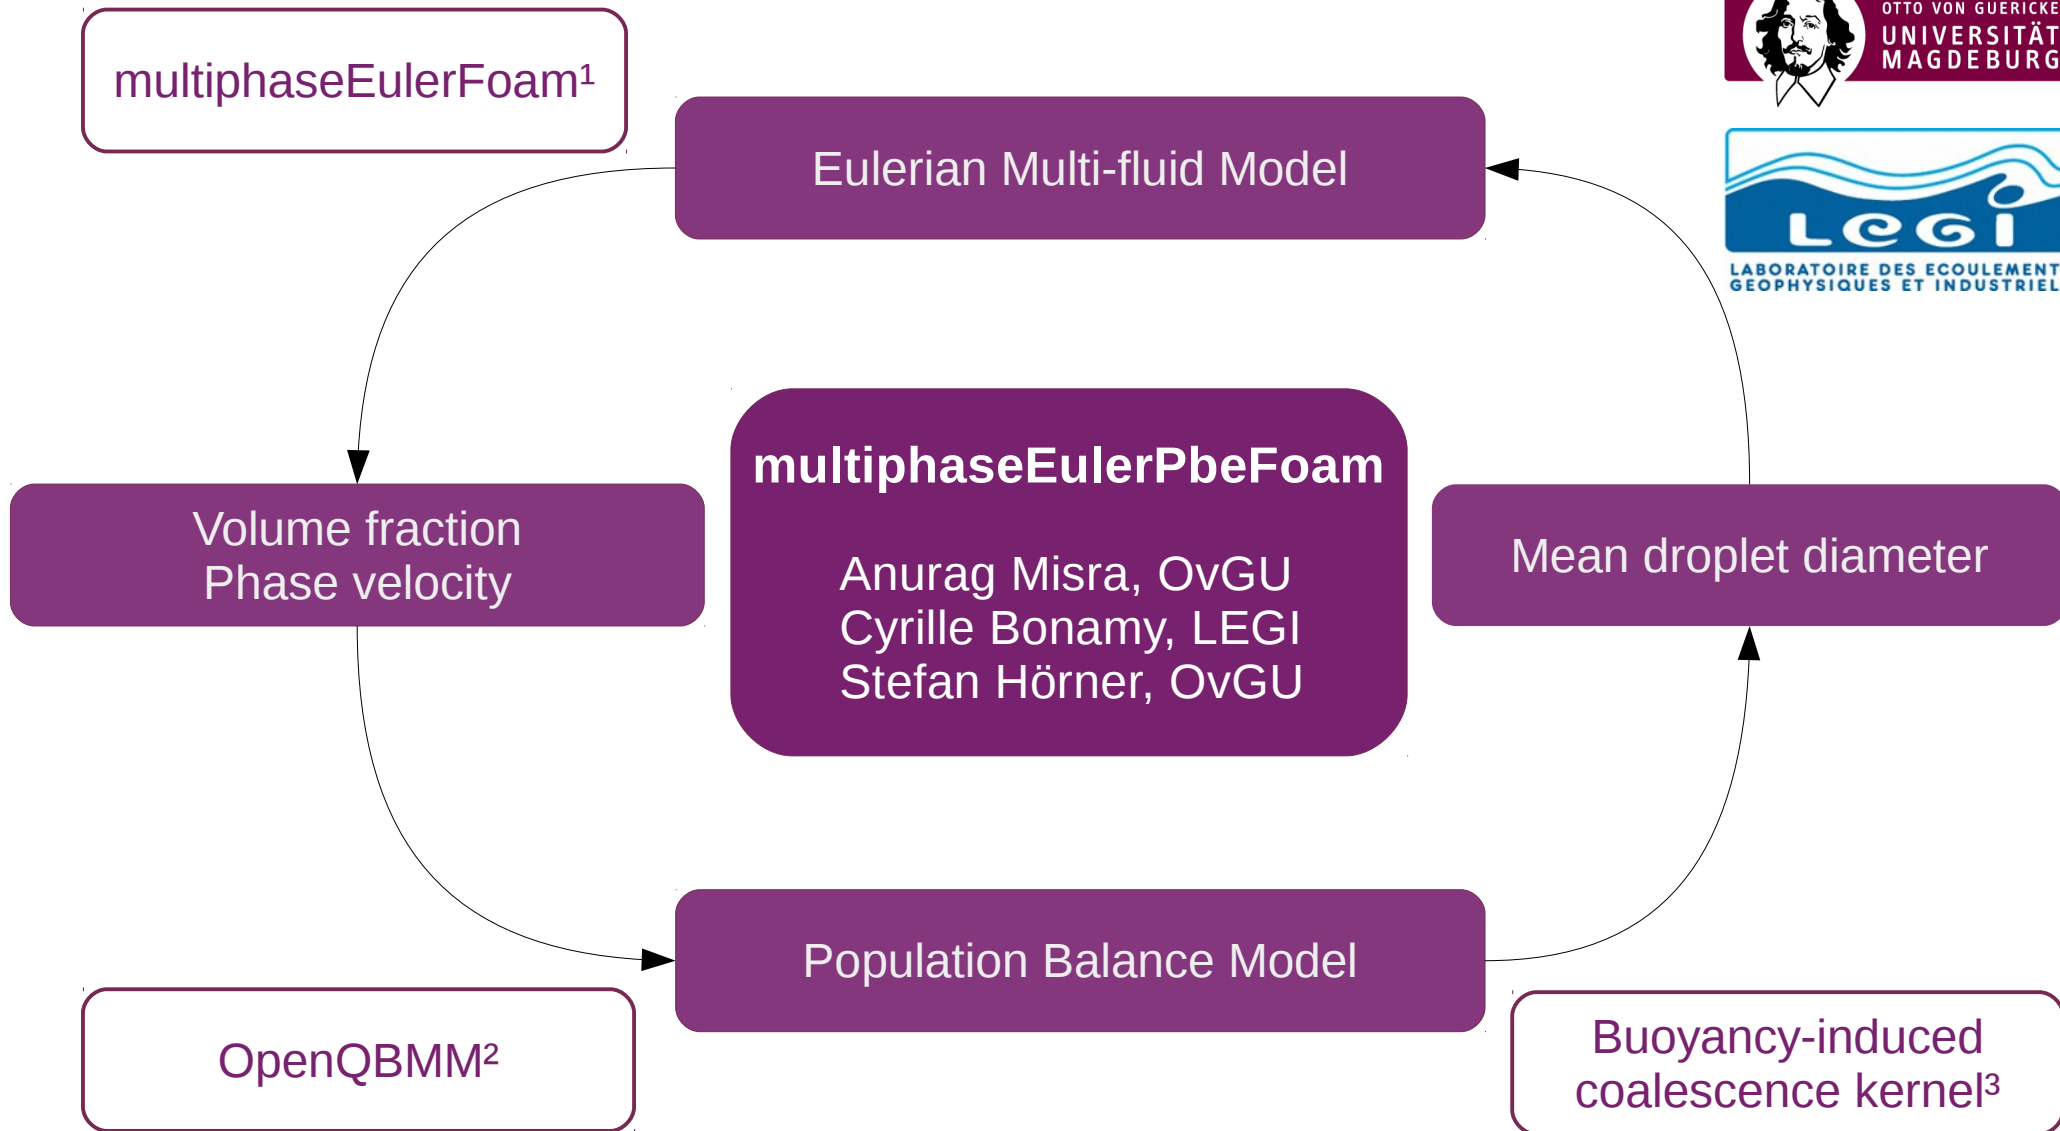 multiphaseEulerFoam¹
OTTO VON GUERICKE
UNIVERSITÄT
MAGDEBURG
Eulerian Multi-fluid Model
LEGI
LABORATOIRE DES ECOULEMENT
GEOPHYSIQUES ET INDUSTRIEL
multiphaseEulerPbeFoam
Anurag Misra, OvGU
Cyrille Bonamy, LEGI
Stefan Hörner, OvGU
Volume fraction
Phase velocity
Mean droplet diameter
Population Balance Model
OpenQBMM²
Buoyancy-induced
coalescence kernel³